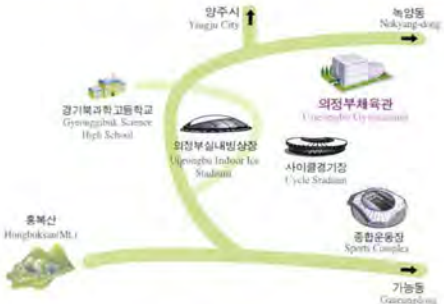 양주시
Yangju City
녹양동
Nokyang-dong
경기북과학고등학교
Gyeonggibuk Science
High School
의정부체육관
Uijeongbu Gymnasium
의정부실내빙상장
Uijeongbu Indoor Ice
Stadium
사이클경기장
Cycle Stadium
홍복산
Hongboksan(Mt.)
종합운동장
Sports Complex
가능동